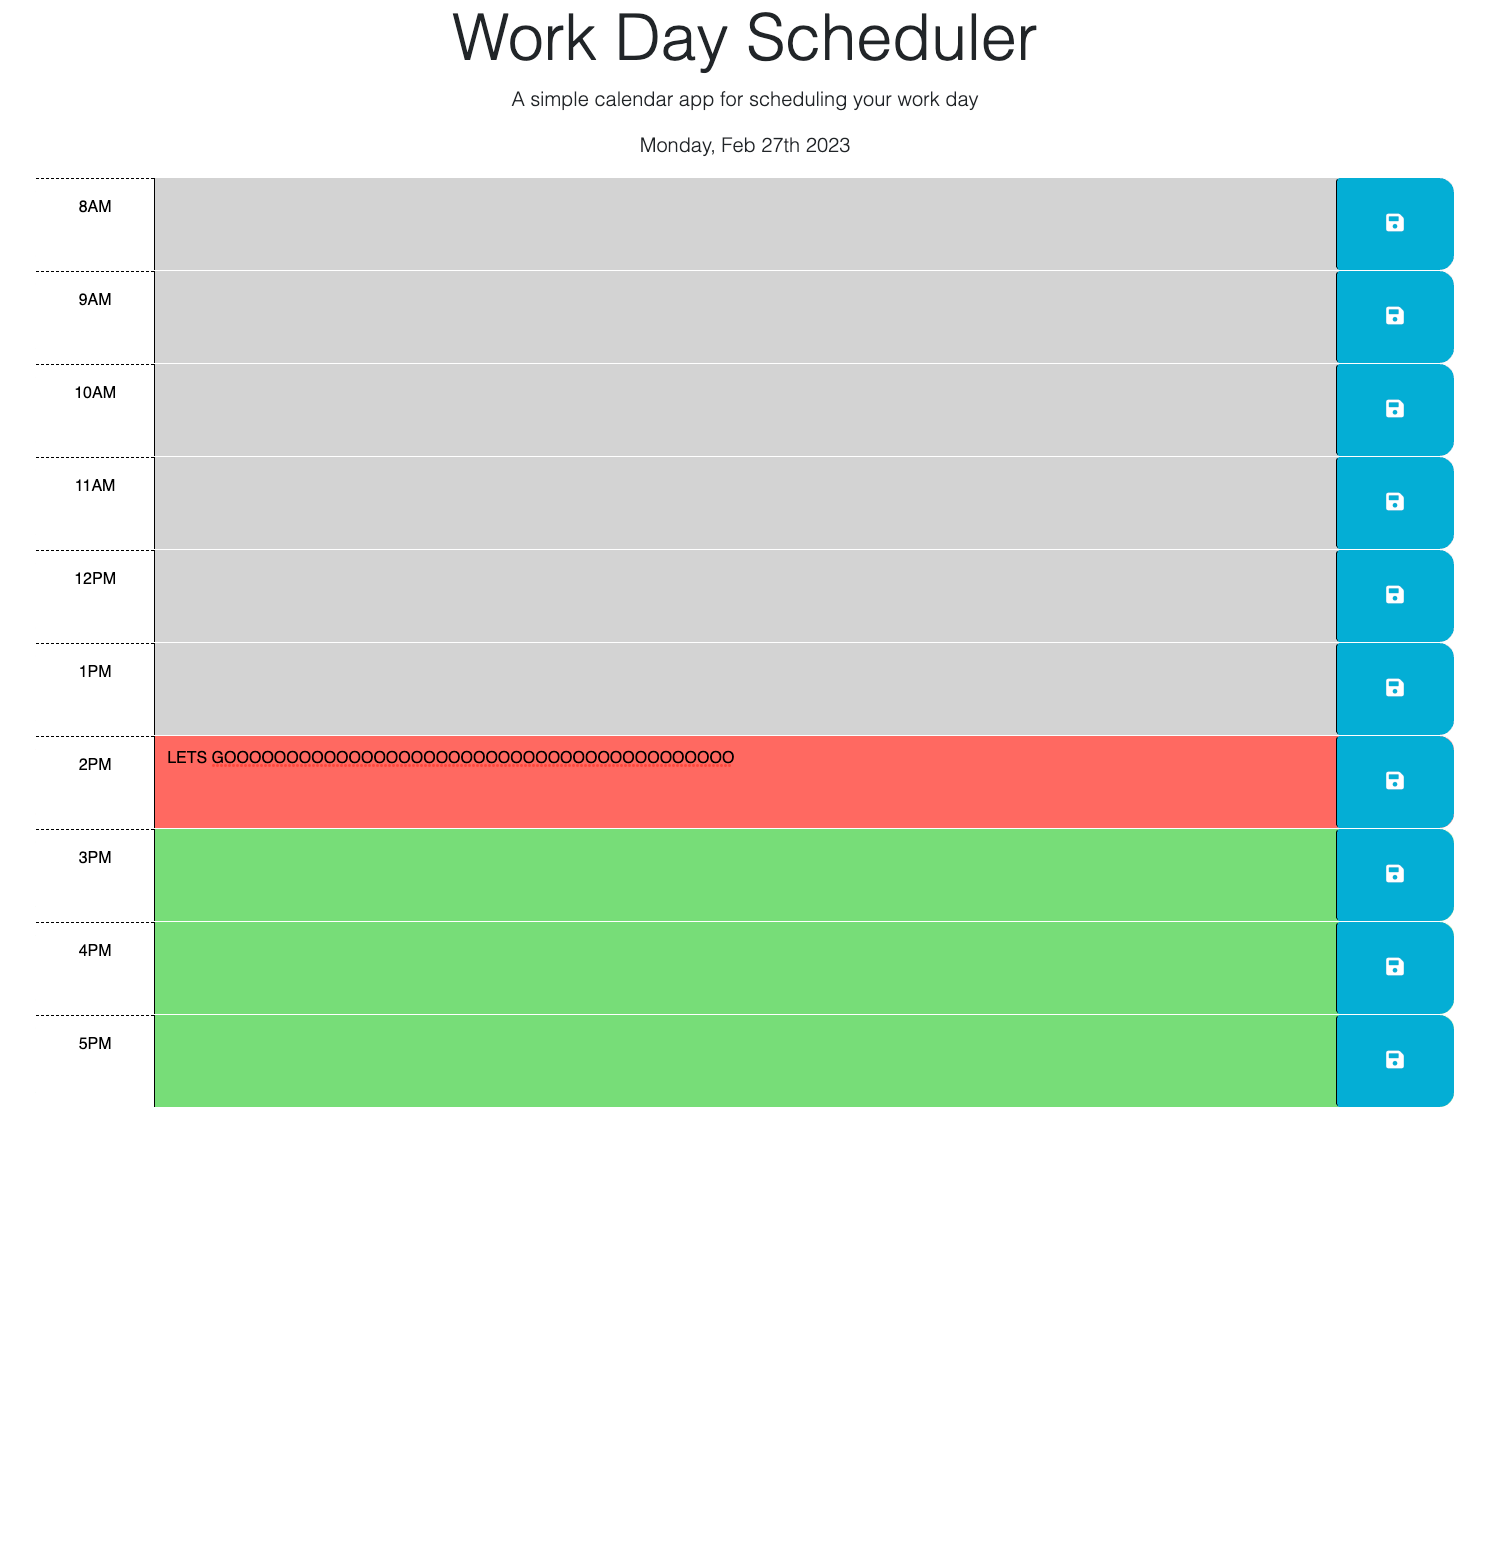 Work Day Scheduler
A simple calendar app for scheduling your work day
Monday, Feb 27th 2023
8AM
9AM
10AM
11AM
12PM
1PM
2PM
LETS GOOOOOOOOOOOOOOOOOOOOOOOOOOOOOOOOOOOOOOOOO
3PM
4PM
5PM